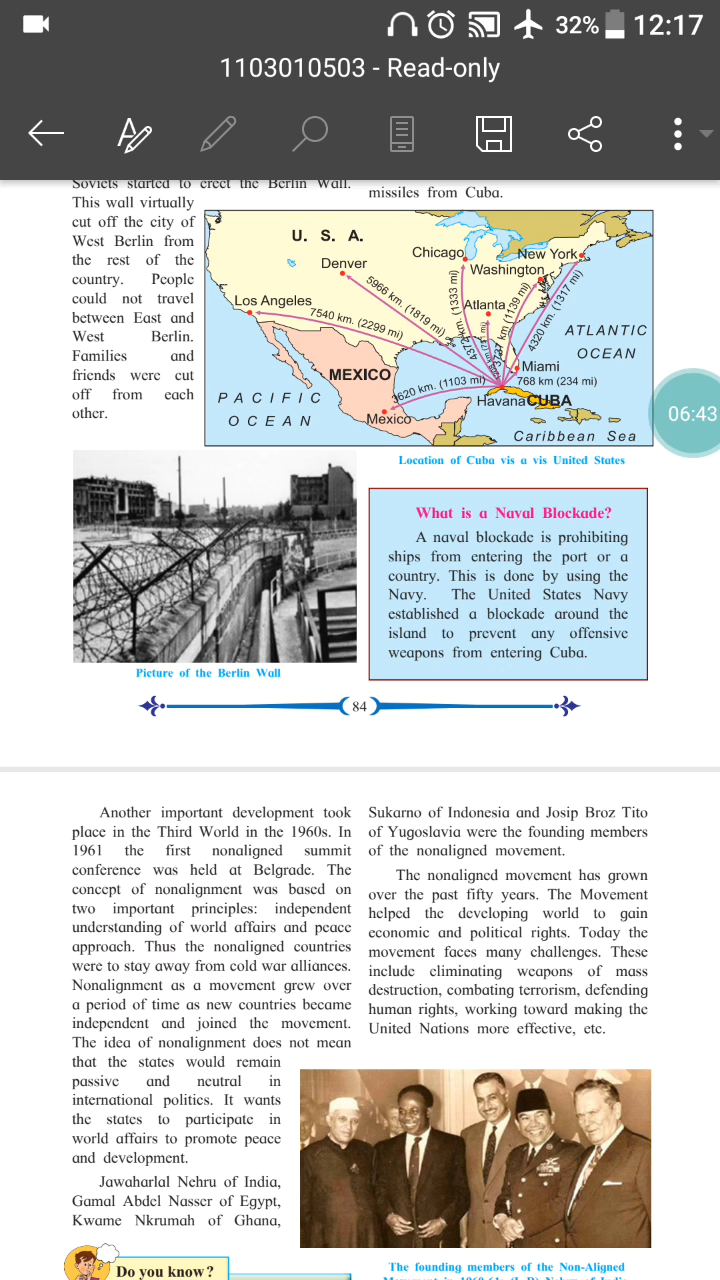 32% 12:17
1103010503 - Read-only
Soviets started to erect the Berlin Wall.
This wall virtually
cut off the city of
West Berlin from
the rest of the
country. People
could not travel
between East and
West Berlin.
Families and
friends were cut
off from each
other.
missiles from Cuba.
U. S. A.
Chicago
New York
Denver
Washington
Los Angeles
Atlanta
5966 km. (1819 mi)
7540 km. (2299 mi)
(1333 mi)
(1139 mi)
4320 km. (1317 mi)
ATLANTIC
OCEAN
MEXICO
Miami
3620 km. (1103 mi)
768 km (234 mi)
PACIFIC
OCEAN
Havana CUBA
Mexico
Caribbean Sea
06:43
Location of Cuba vis a vis United States
Picture of the Berlin Wall
What is a Naval Blockade?
A naval blockade is prohibiting
ships from entering the port or a
country. This is done by using the
Navy. The United States Navy
established a blockade around the
island to prevent any offensive
weapons from entering Cuba.
84
Another important development took
place in the Third World in the 1960s. In
1961 the first nonaligned summit
conference was held at Belgrade. The
concept of nonalignment was based on
two important principles: independent
understanding of world affairs and peace
approach. Thus the nonaligned countries
were to stay away from cold war alliances.
Nonalignment as a movement grew over
a period of time as new countries became
independent and joined the movement.
The idea of nonalignment does not mean
that the states would remain
passive and neutral in
international politics. It wants
the states to participate in
world affairs to promote peace
and development.
Jawaharlal Nehru of India,
Gamal Abdel Nasser of Egypt,
Kwame Nkrumah of Ghana,
Sukarno of Indonesia and Josip Broz Tito
of Yugoslavia were the founding members
of the nonaligned movement.
The nonaligned movement has grown
over the past fifty years. The Movement
helped the developing world to gain
economic and political rights. Today the
movement faces many challenges. These
include eliminating weapons of mass
destruction, combating terrorism, defending
human rights, working toward making the
United Nations more effective, etc.
Do you know?
The founding members of the Non-Aligned